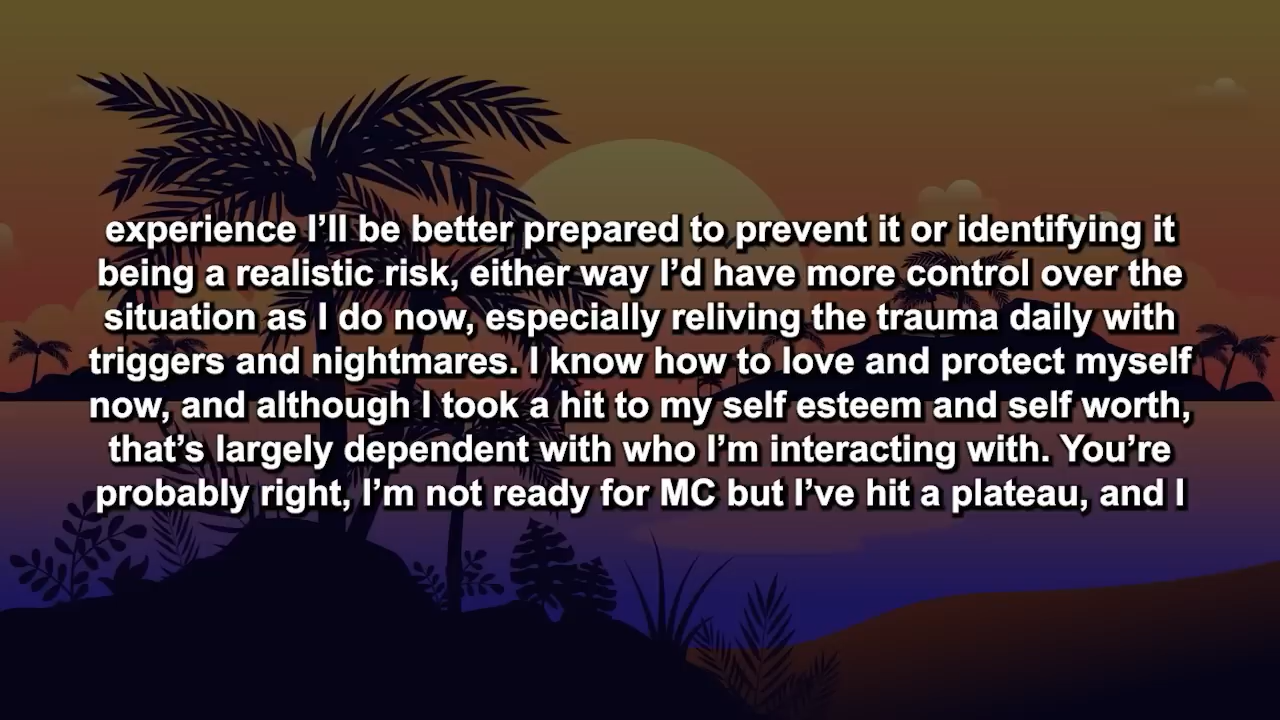 experience I’ll be better prepared to prevent it or identifying it
being a realistic risk, either way I’d have more control over the
situation as I do now, especially reliving the trauma daily with
triggers and nightmares. I know how to love and protect myself
now, and although I took a hit to my self esteem and self worth,
that’s largely dependent with who I’m interacting with. You’re
probably right, I’m not ready for MC but I’ve hit a plateau, and I